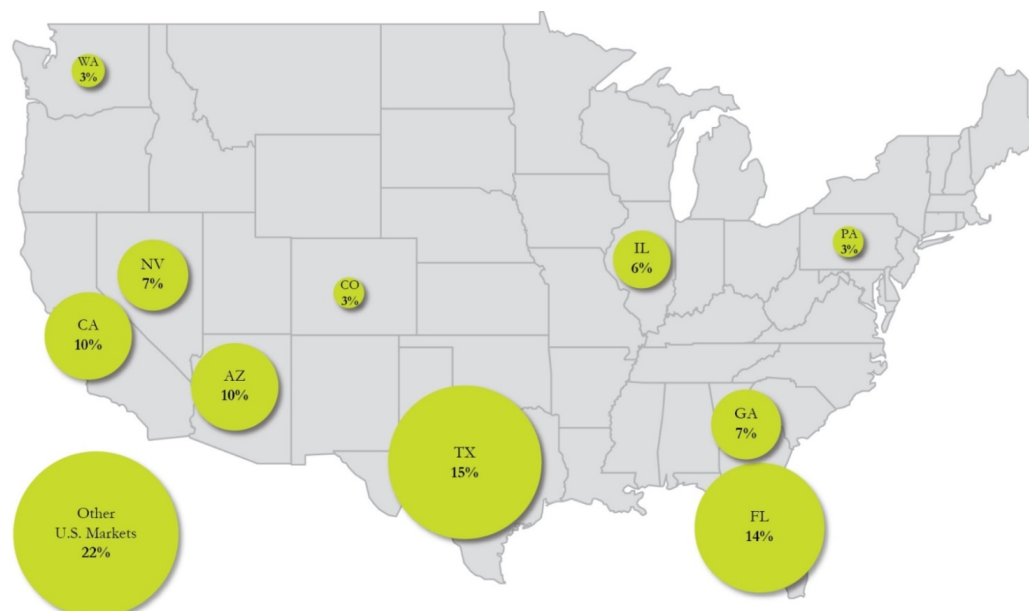 WA
3%
NV
7%
CO
3%
IL
6%
PA
3%
CA
10%
AZ
10%
TX
15%
GA
7%
FL
14%
Other
U.S. Markets
22%